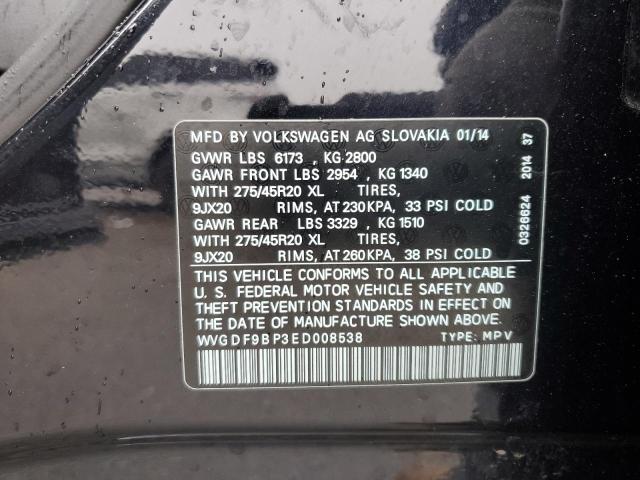 MFD BY VOLKSWAGEN AG SLOVAKIA 01/14
GVWR LBS 6173 , KG 2800
GAWR FRONT LBS 2954 , KG 1340
WITH 275/45R20 XL TIRES,
9JX20 RIMS, AT 230KPA, 33 PSI COLD
GAWR REAR LBS 3329 , KG 1510
WITH 275/45R20 XL TIRES,
9JX20 RIMS, AT 260KPA, 38 PSI COLD
THIS VEHICLE CONFORMS TO ALL APPLICABLE
U. S. FEDERAL MOTOR VEHICLE SAFETY AND
THEFT PREVENTION STANDARDS IN EFFECT ON
THE DATE OF MANUFACTURE SHOWN ABOVE.
WVGDF9BP3ED008538 TYPE: MPV
0326624 2014 37